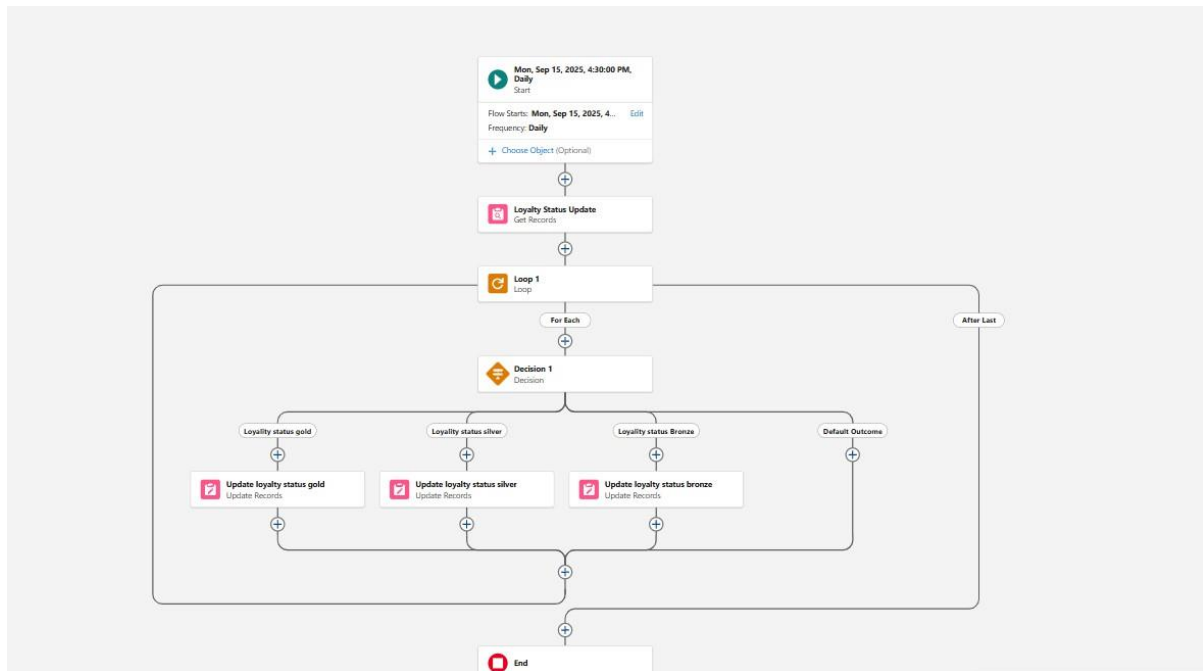 Mon, Sep 15, 2025, 4:30:00 PM,
Daily
Start
Flow Starts: Mon, Sep 15, 2025, 4... Edit
Frequency: Daily
+ Choose Object (Optional)
Loyalty Status Update
Get Records
Loop 1
Loop
For Each
After Last
Decision 1
Decision
Loyality status gold
Loyality status silver
Loyality status Bronze
Default Outcome
Update loyalty status gold
Update Records
Update loyalty status silver
Update Records
Update loyalty status bronze
Update Records
End